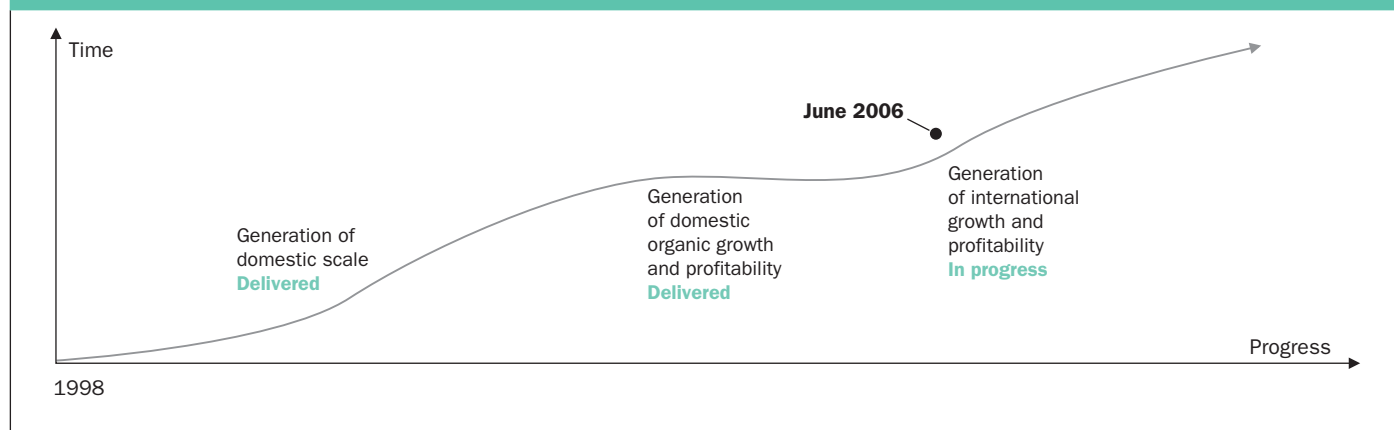 Time
June 2006
Generation
of international
growth and
profitability
In progress
Generation
of domestic
organic growth
and profitability
Delivered
Generation of
domestic scale
Delivered
Progress
1998